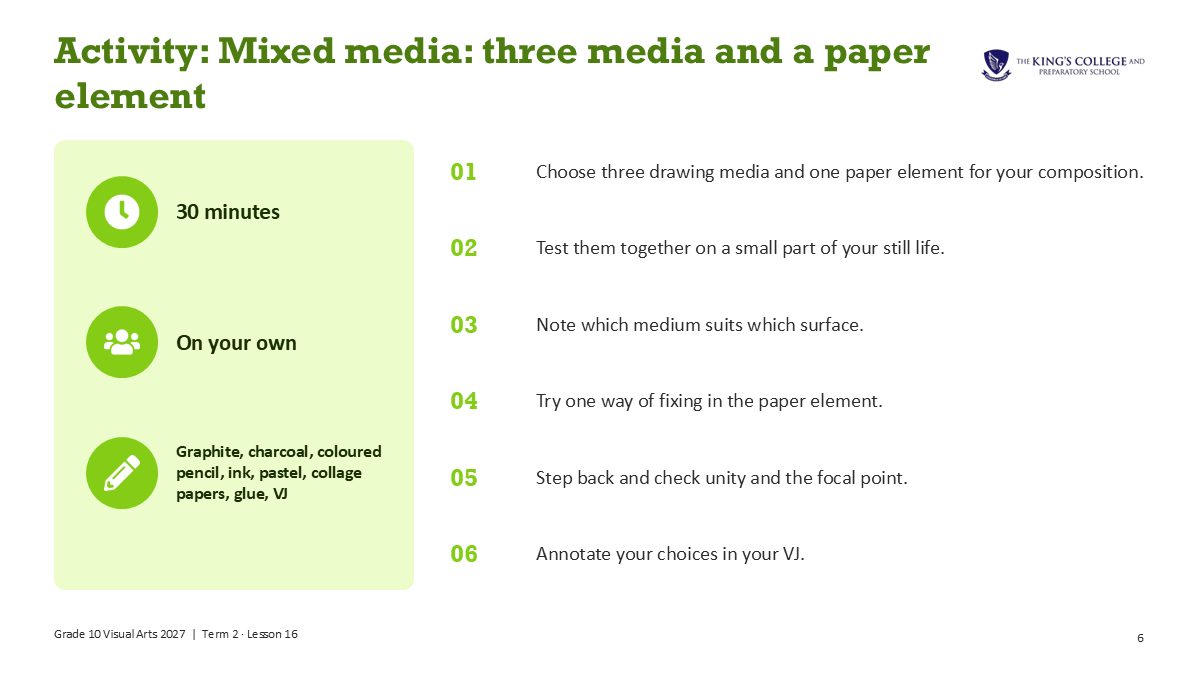 Activity: Mixed media: three media and a paper
element
THE KING'S COLLEGE AND
PREPARATORY SCHOOL
30 minutes
On your own
Graphite, charcoal, coloured
pencil, ink, pastel, collage
papers, glue, VJ
01 Choose three drawing media and one paper element for your composition.
02 Test them together on a small part of your still life.
03 Note which medium suits which surface.
04 Try one way of fixing in the paper element.
05 Step back and check unity and the focal point.
06 Annotate your choices in your VJ.
Grade 10 Visual Arts 2027 | Term 2 · Lesson 16
6